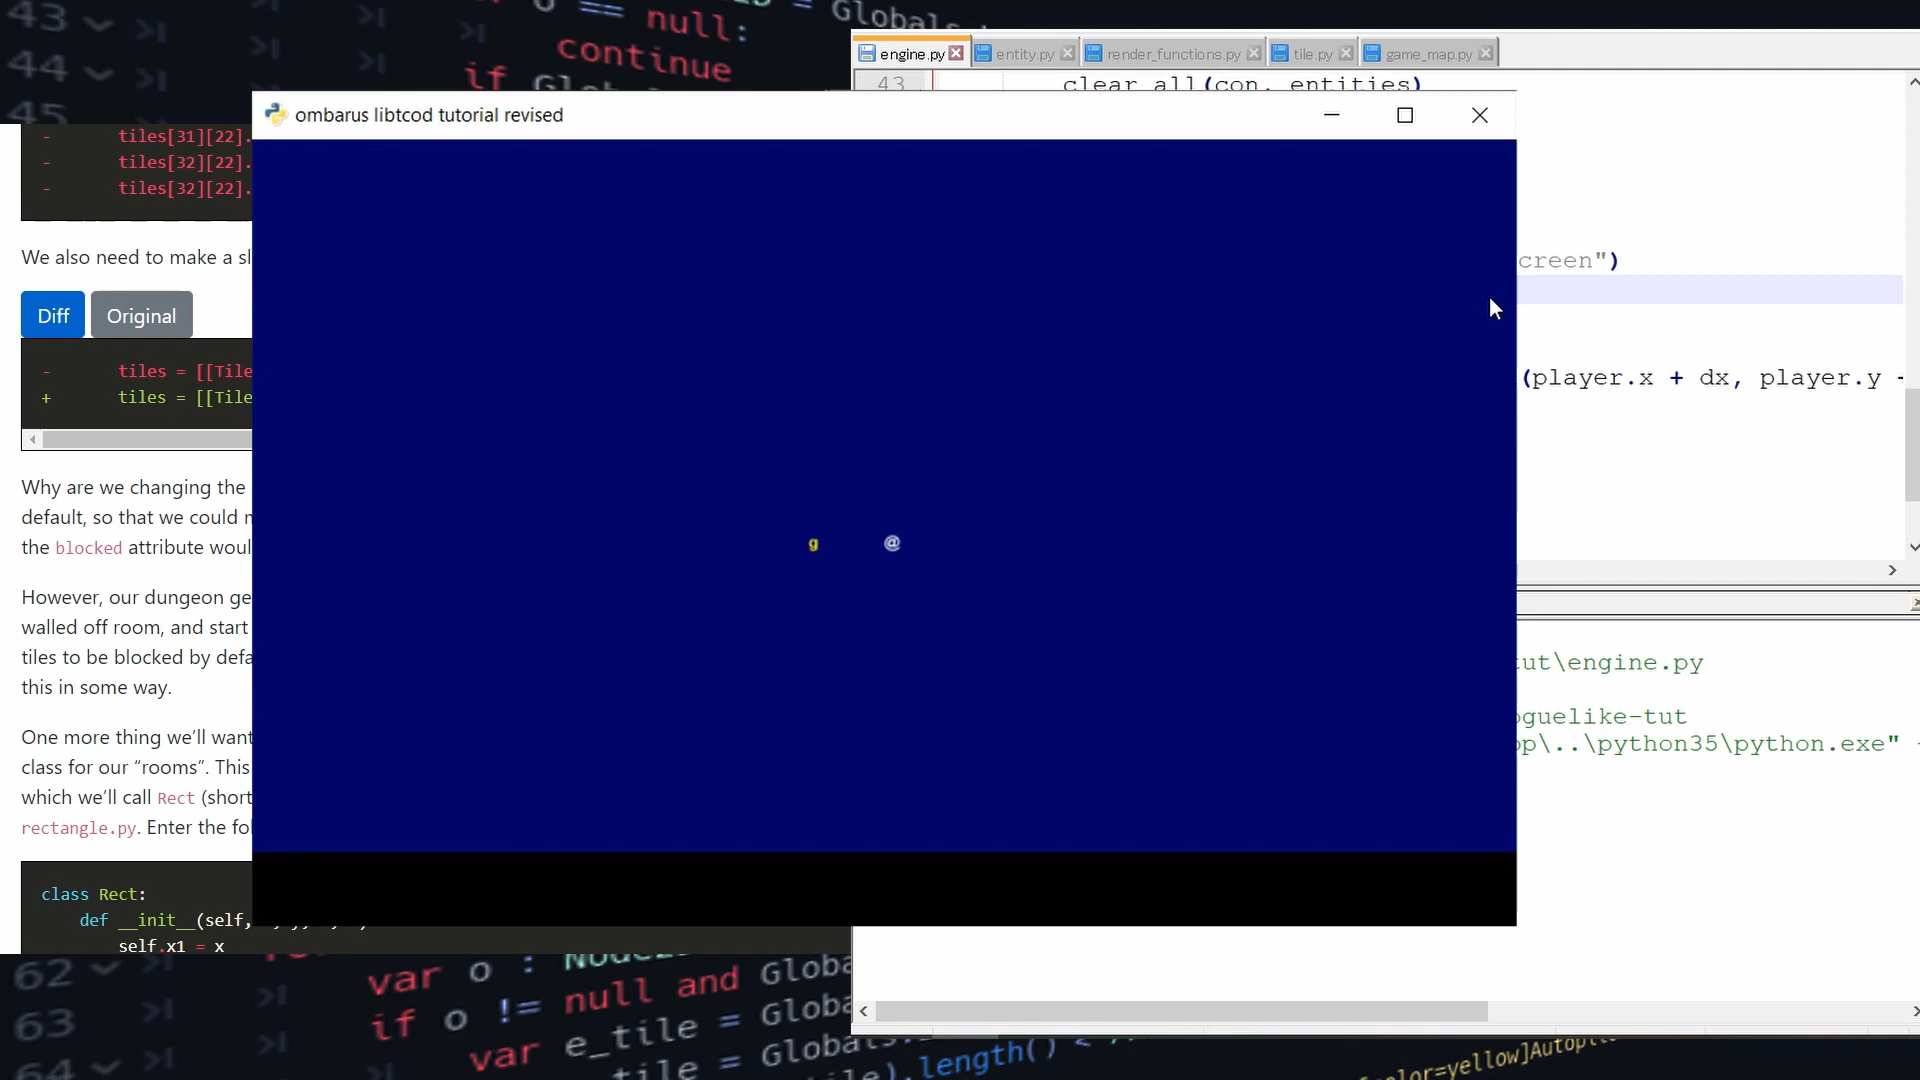 43
44
45
o == null:
continue
if
Globals.
engine.py
entity.py
render_functions.py
tile.py
game_map.py
43
clear_all(con, entities)
ombarus libtcod tutorial revised
- tiles[31][22].
- tiles[32][22].
- tiles[32][22].
We also need to make a sl
Diff
Original
- tiles = [[Tile
+ tiles = [[Tile
creen")
(player.x + dx, player.y
g @
Why are we changing the
default, so that we could
the blocked attribute woul
However, our dungeon ge
walled off room, and start
tiles to be blocked by defa
this in some way.
One more thing we'll want
class for our "rooms". This
which we'll call Rect (short
rectangle.py. Enter the fo
class Rect:
def __init__(self,
self.x1 = x
ut\engine.py
oguelike-tut
op\..\python35\python.exe"
62
63
64
var o :
if o != null and Globa
var e_tile = Globa
tile = Globals.
tile).length() <
color=yellow]Autopil